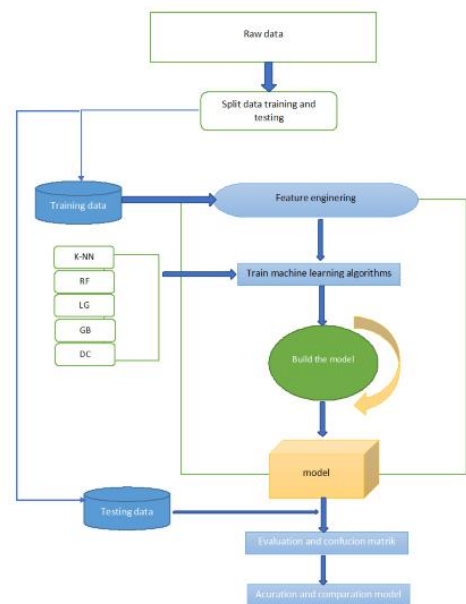 Raw data
Split data training and
testing
Training data
Feature enginering
K-NN
RF
LG
GB
DC
Train machine learning algorithms
Build the model
model
Testing data
Evaluation and confucion matrik
Acuration and comparation model